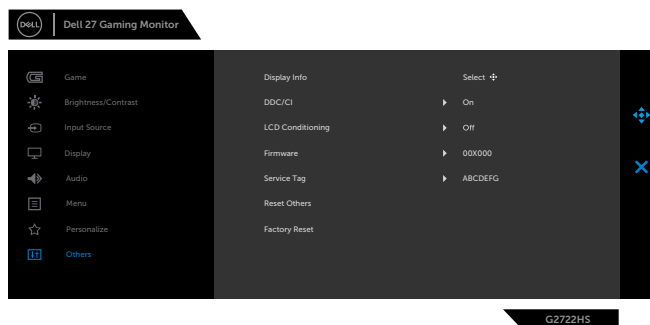 DELL Dell 27 Gaming Monitor
Game Display Info Select
Brightness/Contrast DDC/CI On
Input Source LCD Conditioning Off
Display Firmware 00X000
Audio Service Tag ABCDEFG
Menu Reset Others
Personalize Factory Reset
Others
G2722HS